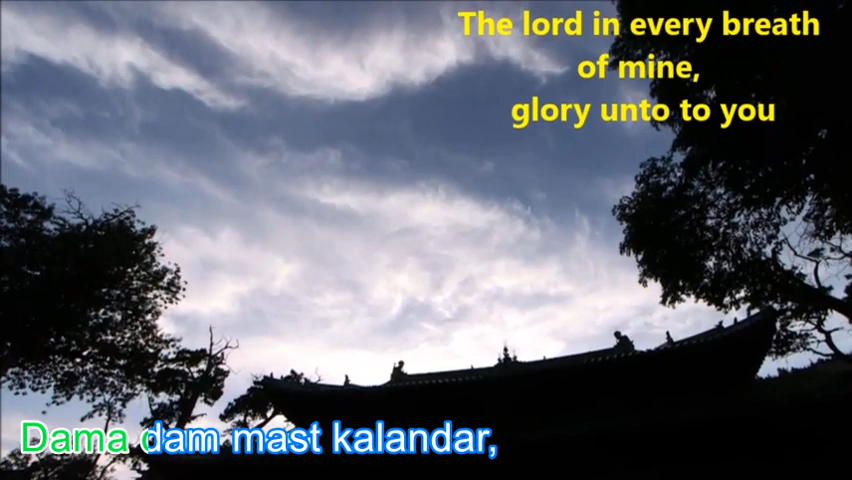 The lord in every breath
of mine,
glory unto to you
Dama dam mast kalandar,